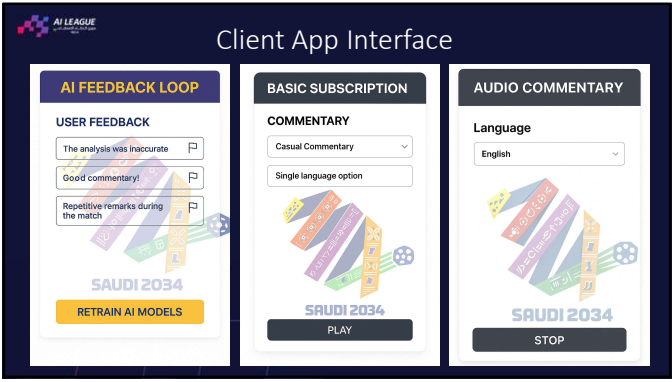 AI LEAGUE
Client App Interface
AI FEEDBACK LOOP
USER FEEDBACK
The analysis was inaccurate
Good commentary!
Repetitive remarks during
the match
SAUDI 2034
RETRAIN AI MODELS
BASIC SUBSCRIPTION
COMMENTARY
Casual Commentary
Single language option
SAUDI 2034
PLAY
AUDIO COMMENTARY
Language
English
SAUDI 2034
STOP